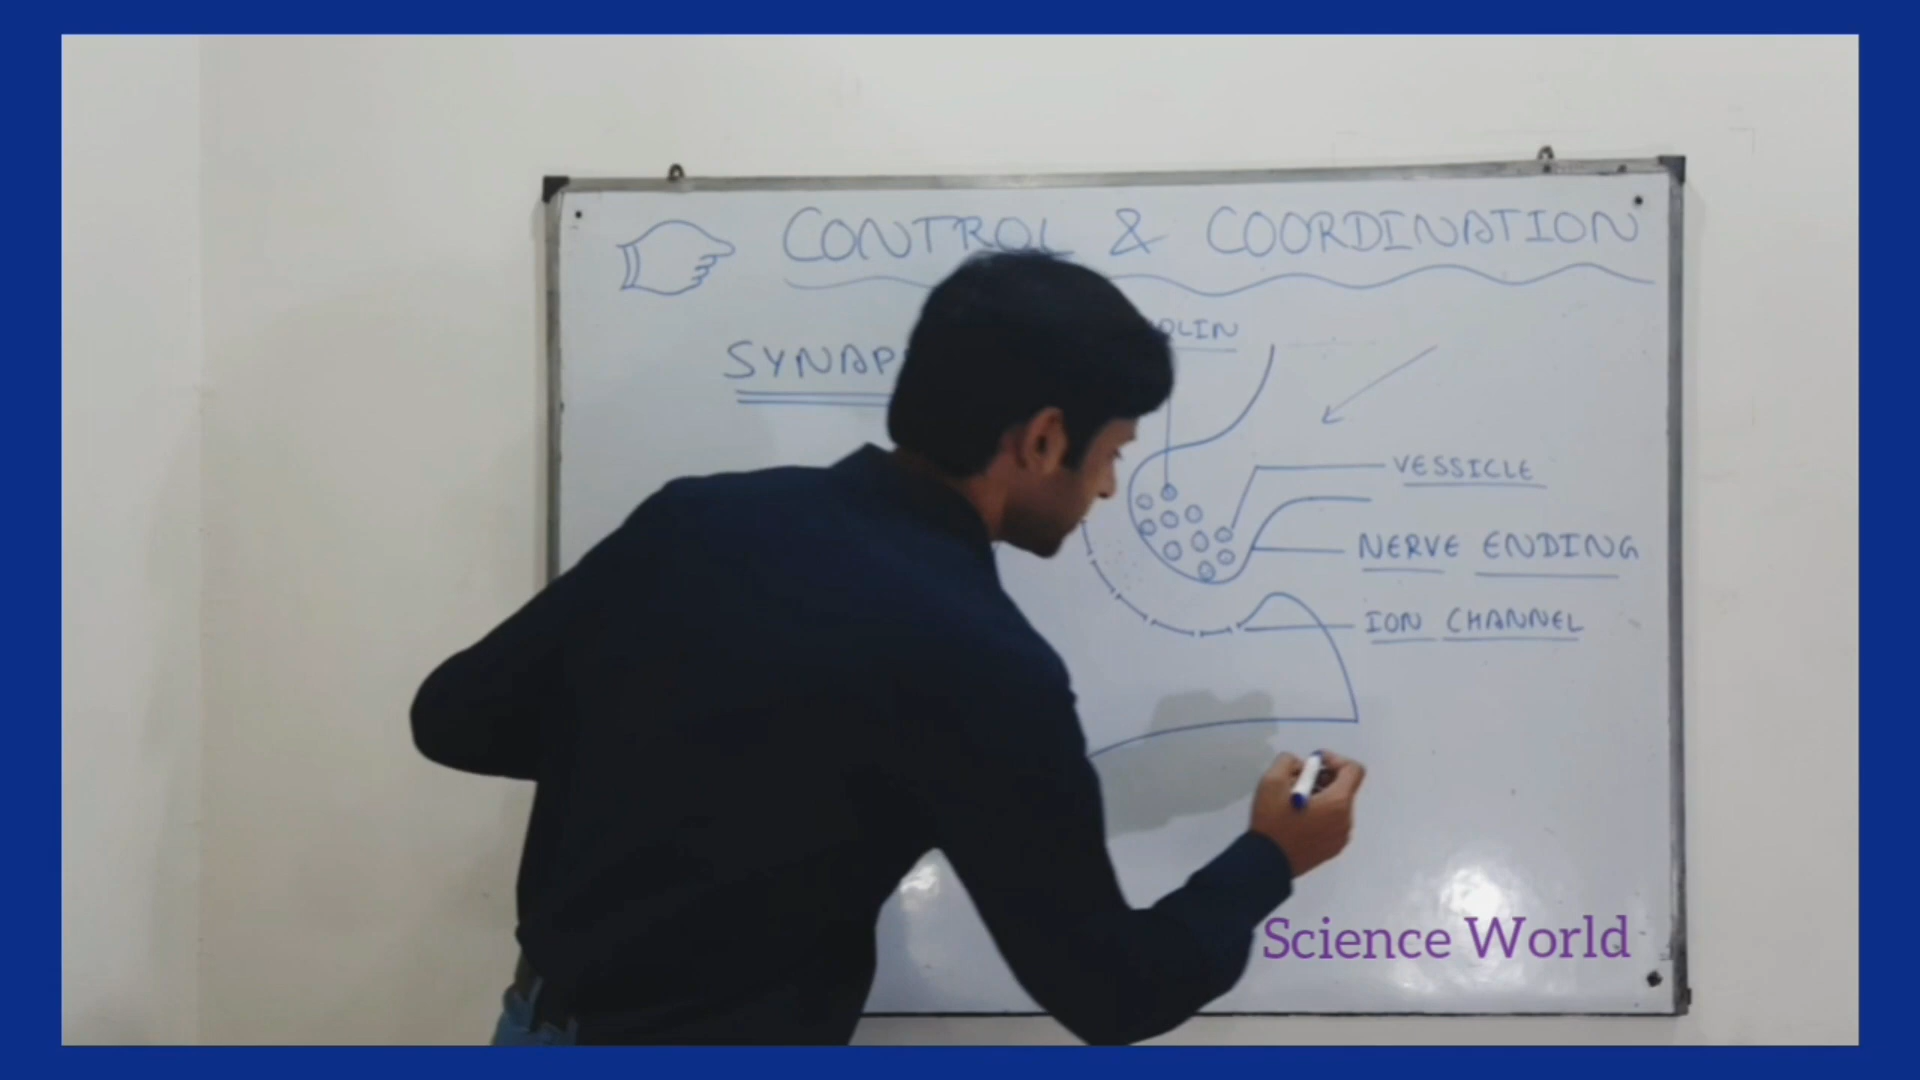 CONTROL & COORDINATION
VESSICLE
NERVE ENDING
ION CHANNEL
Science World